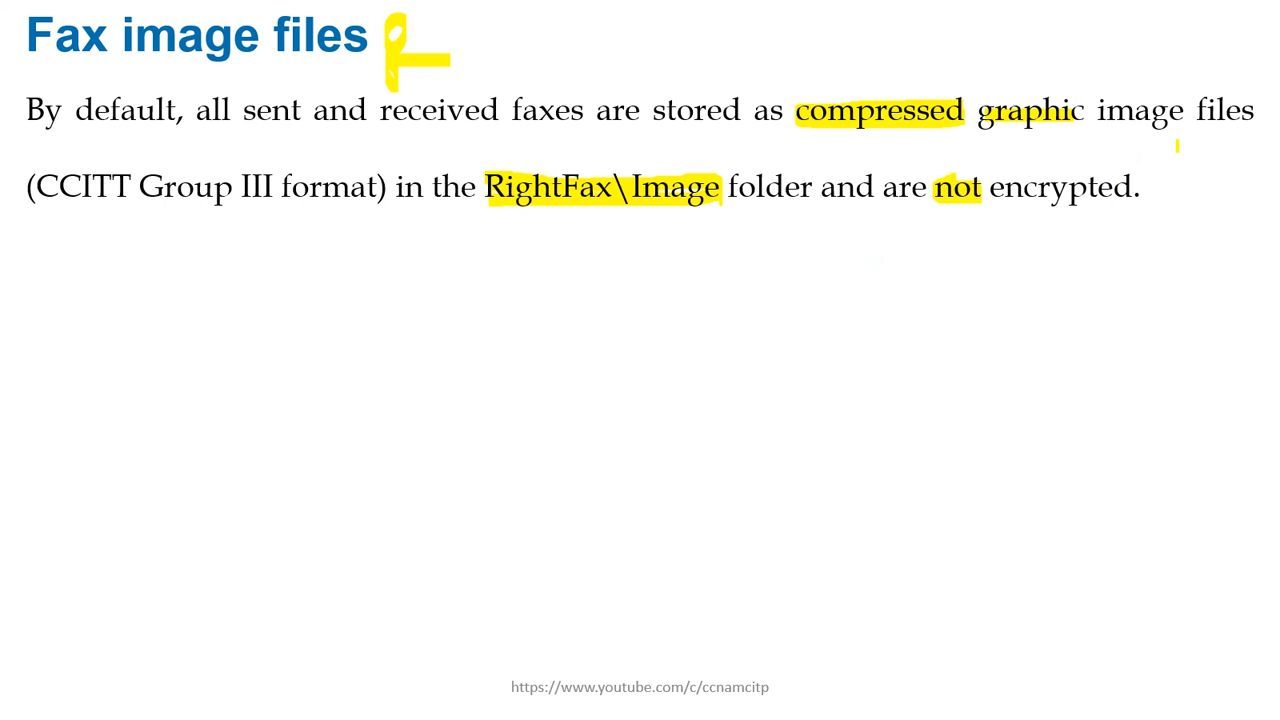 Fax image files
By default, all sent and received faxes are stored as compressed graphic image files
(CCITT Group III format) in the RightFax\Image folder and are not encrypted.
https://www.youtube.com/c/ccnamcitp